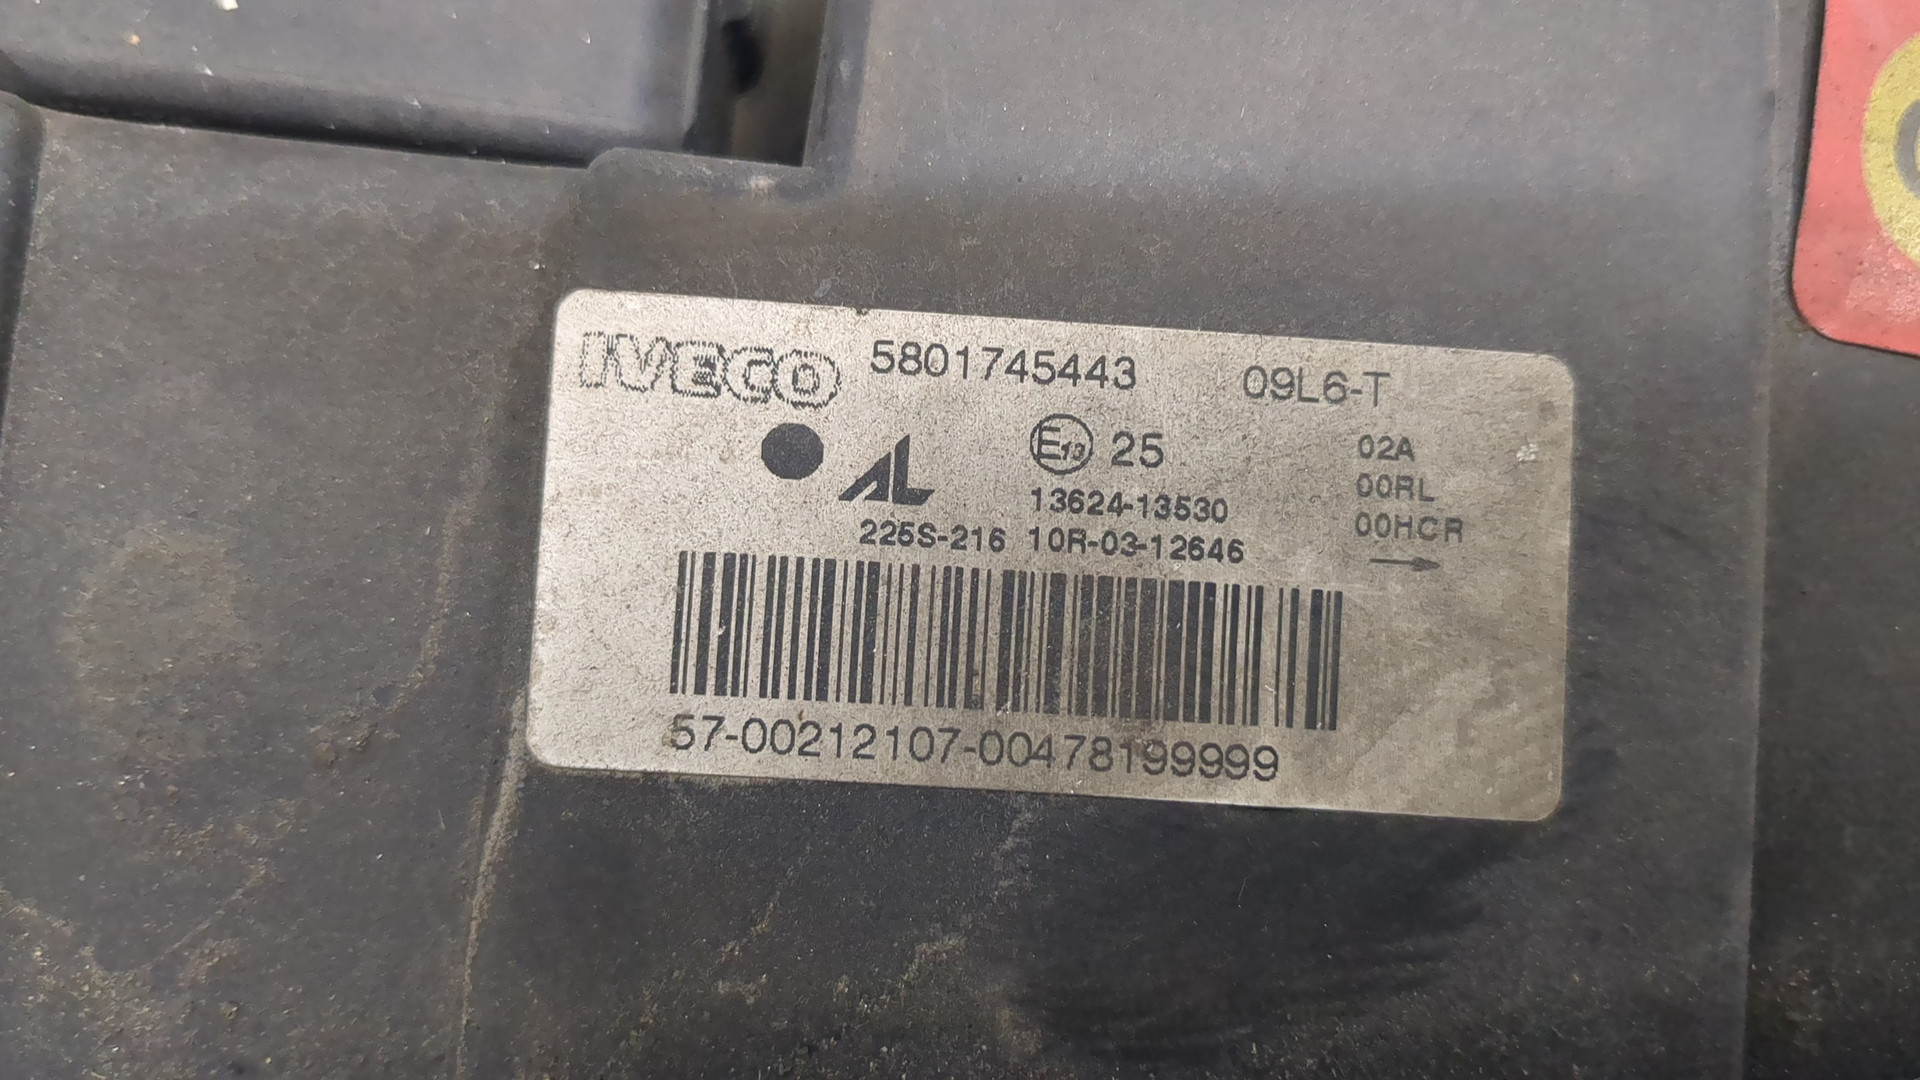 IVECO 5801745443 09L6-T
AL E13 25 02A
13624-13530 00RL
225S-216 10R-03-12646 00HCR
57-00212107-00478199999